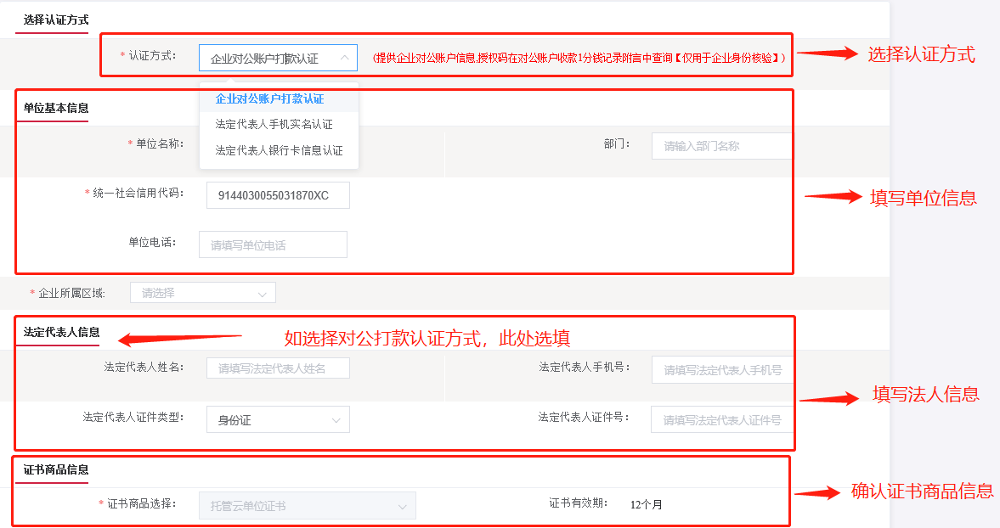 选择认证方式
* 认证方式： 企业对公账户打款认证 (提供企业对公账户信息,授权码在对公账户收款1分钱记录附言中查询【仅用于企业身份核验】) 选择认证方式
企业对公账户打款认证
单位基本信息
法定代表人手机实名认证
* 单位名称： 部门： 请输入部门名称
法定代表人银行卡信息认证
* 统一社会信用代码： 9144030055031870XC 填写单位信息
单位电话： 请填写单位电话
* 企业所属区域: 请选择
法定代表人信息 如选择对公打款认证方式，此处选填
法定代表人姓名： 请填写法定代表人姓名 法定代表人手机号： 请填写法定代表人手机号
填写法人信息
法定代表人证件类型： 身份证 法定代表人证件号： 请填写法定代表人证件号
证书商品信息
确认证书商品信息
* 证书商品选择： 托管云单位证书 证书有效期： 12个月